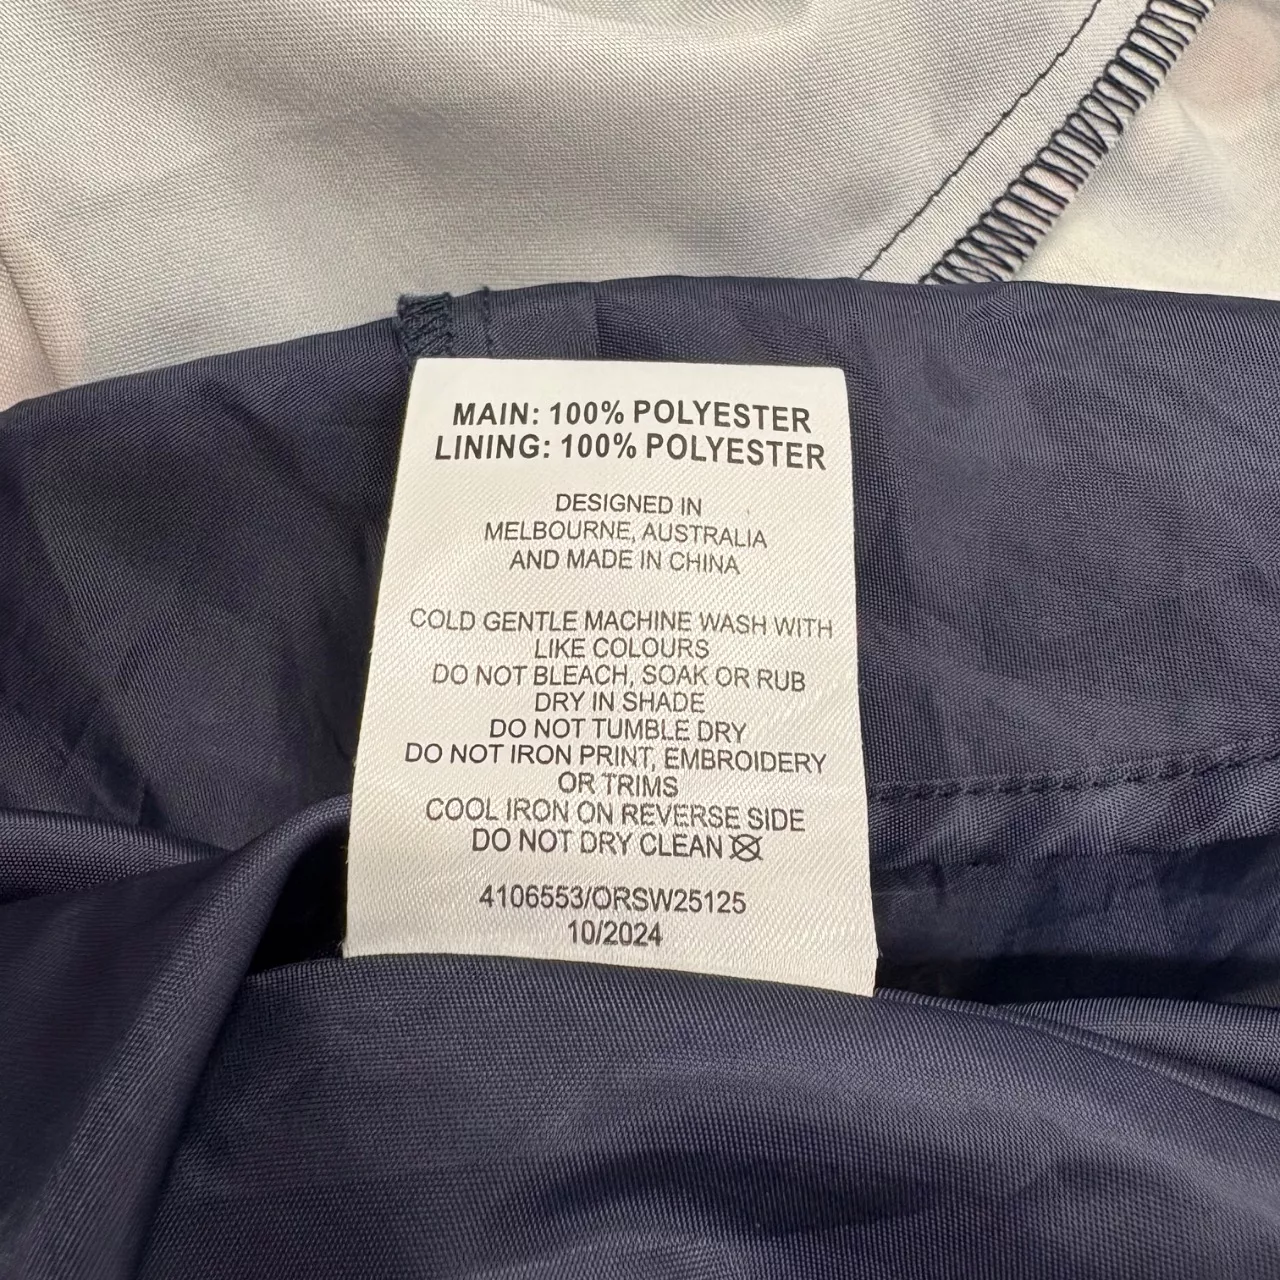 MAIN: 100% POLYESTER
LINING: 100% POLYESTER
DESIGNED IN
MELBOURNE, AUSTRALIA
AND MADE IN CHINA
COLD GENTLE MACHINE WASH WITH
LIKE COLOURS
DO NOT BLEACH, SOAK OR RUB
DRY IN SHADE
DO NOT TUMBLE DRY
DO NOT IRON PRINT, EMBROIDERY
OR TRIMS
COOL IRON ON REVERSE SIDE
DO NOT DRY CLEAN
4106553/ORSW25125
10/2024